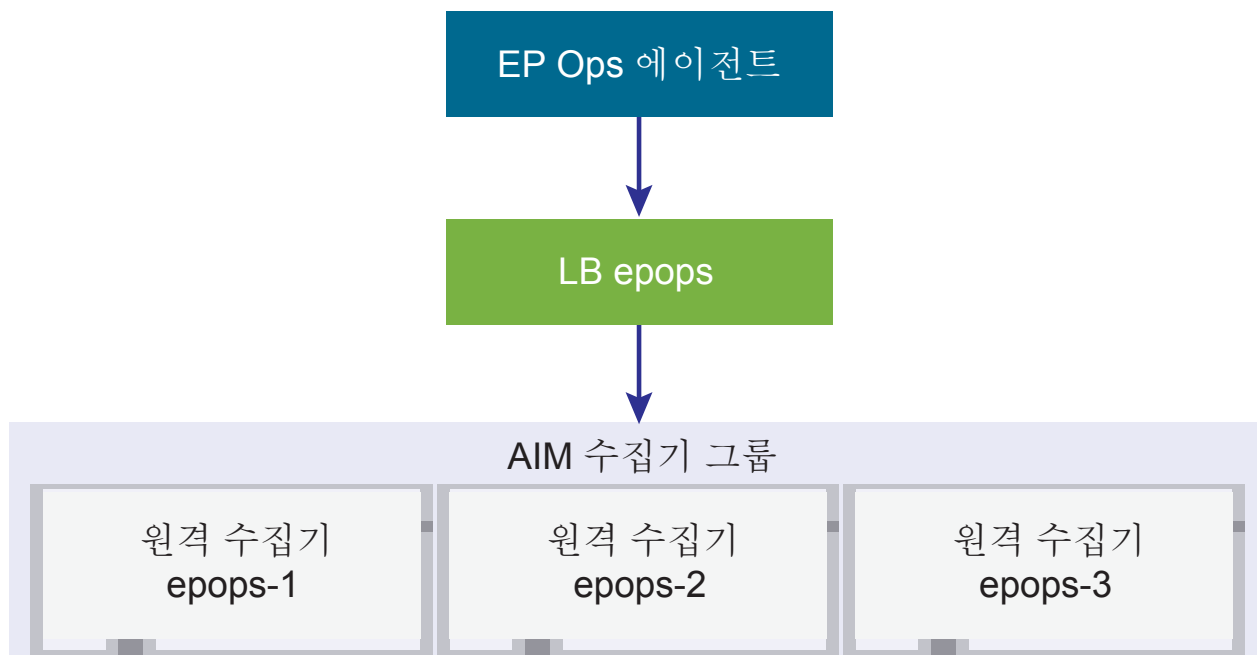 EP Ops 에이전트
LB epops
AIM 수집기 그룹
원격 수집기
epops-1
원격 수집기
epops-2
원격 수집기
epops-3